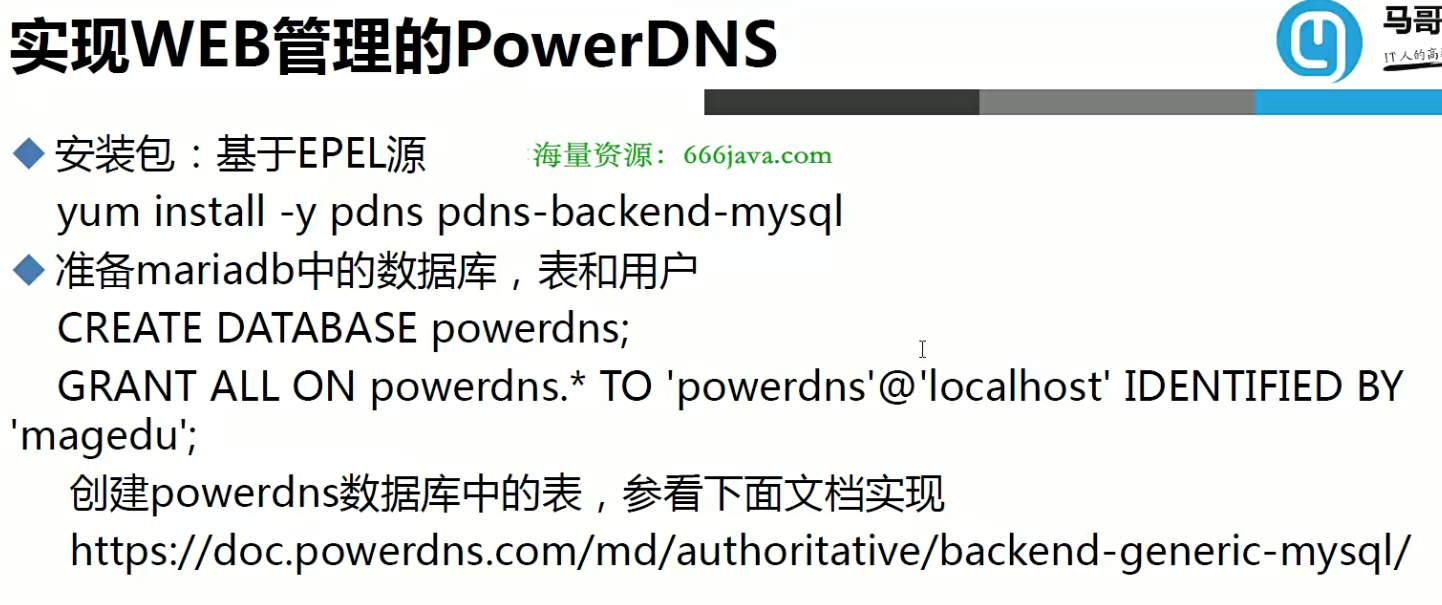 实现WEB管理的PowerDNS
马哥
IT人的高
安装包：基于EPEL源
海量资源：666java.com
yum install -y pdns pdns-backend-mysql
准备mariadb中的数据库，表和用户
CREATE DATABASE powerdns;
GRANT ALL ON powerdns.* TO 'powerdns'@'localhost' IDENTIFIED BY
'magedu';
创建powerdns数据库中的表，参看下面文档实现
https://doc.powerdns.com/md/authoritative/backend-generic-mysql/